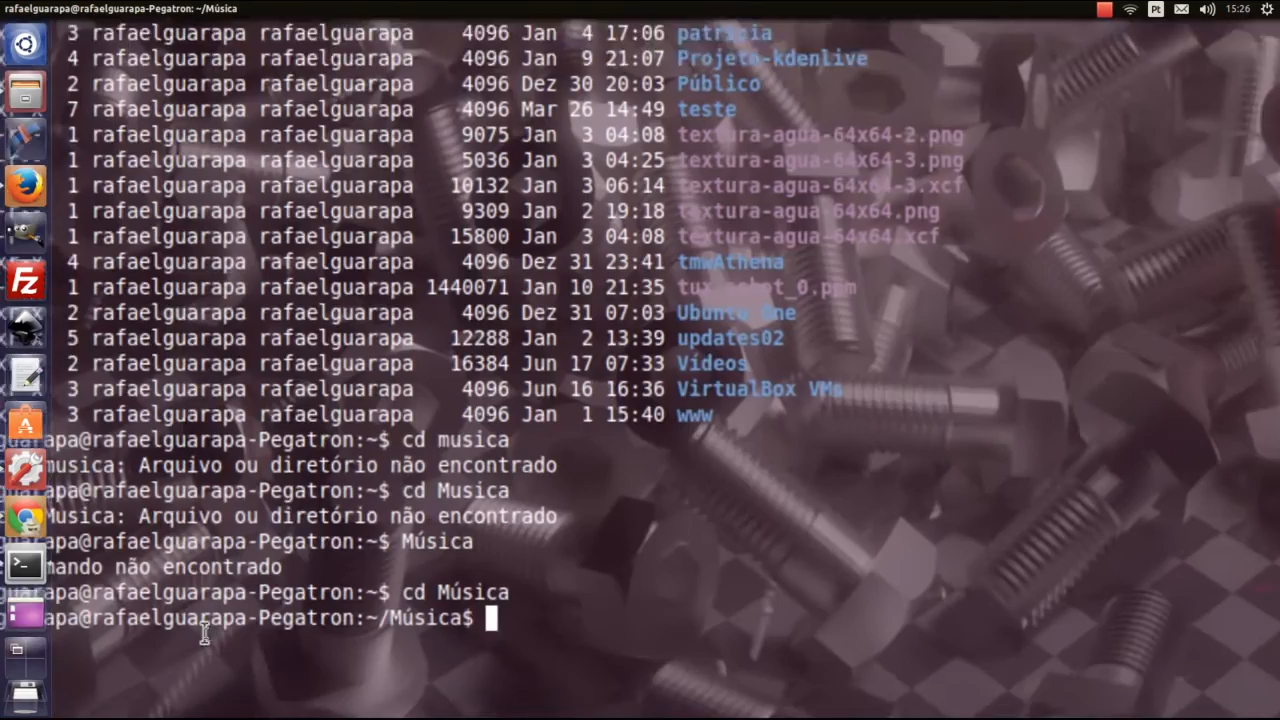 rafaelguarapa@rafaelguarapa-Pegatron: ~/Música
Pt
15:26
3 rafaelguarapa rafaelguarapa 4096 Jan 4 17:06 patricia
4 rafaelguarapa rafaelguarapa 4096 Jan 9 21:07 Projeto-kdenlive
2 rafaelguarapa rafaelguarapa 4096 Dez 30 20:03 Público
7 rafaelguarapa rafaelguarapa 4096 Mar 26 14:49 teste
1 rafaelguarapa rafaelguarapa 9075 Jan 3 04:08 textura-agua-64x64-2.png
1 rafaelguarapa rafaelguarapa 5036 Jan 3 04:25 textura-agua-64x64-3.png
1 rafaelguarapa rafaelguarapa 10132 Jan 3 06:14 textura-agua-64x64-3.xcf
1 rafaelguarapa rafaelguarapa 9309 Jan 2 19:18 textura-agua-64x64.png
1 rafaelguarapa rafaelguarapa 15800 Jan 3 04:08 textura-agua-64x64.xcf
4 rafaelguarapa rafaelguarapa 4096 Dez 31 23:41 tmwAthena
1 rafaelguarapa rafaelguarapa 1440071 Jan 10 21:35
2 rafaelguarapa rafaelguarapa 4096 Dez 31 07:03 Ubuntu One
5 rafaelguarapa rafaelguarapa 12288 Jan 2 13:39 updates02
2 rafaelguarapa rafaelguarapa 16384 Jun 17 07:33 Vídeos
3 rafaelguarapa rafaelguarapa 4096 Jun 16 16:36 VirtualBox VMs
3 rafaelguarapa rafaelguarapa 4096 Jan 1 15:40 www
guarapa@rafaelguarapa-Pegatron:~$ cd musica
musica: Arquivo ou diretório não encontrado
apa@rafaelguarapa-Pegatron:~$ cd Musica
Musica: Arquivo ou diretório não encontrado
apa@rafaelguarapa-Pegatron:~$ Música
mando não encontrado
guarapa@rafaelguarapa-Pegatron:~$ cd Música
apa@rafaelguarapa-Pegatron:~/Música$